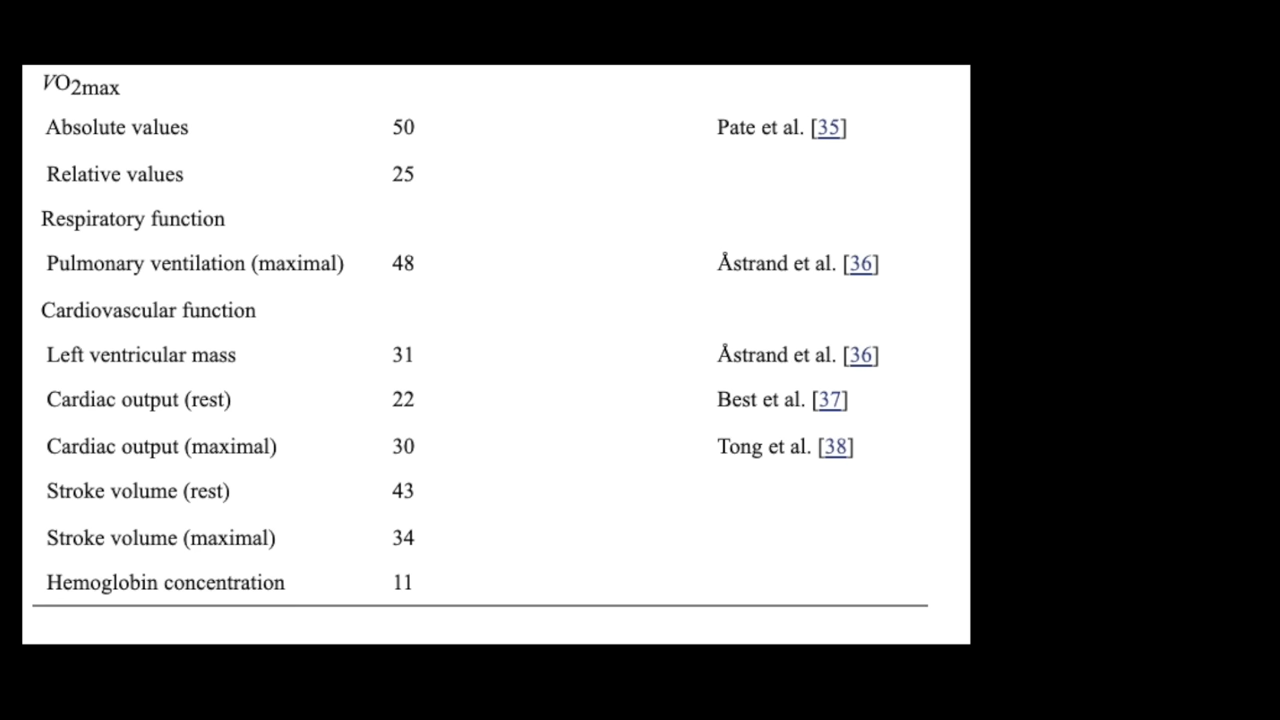 VO2max
Absolute values 50 Pate et al. [35]
Relative values 25
Respiratory function
Pulmonary ventilation (maximal) 48 Åstrand et al. [36]
Cardiovascular function
Left ventricular mass 31 Åstrand et al. [36]
Cardiac output (rest) 22 Best et al. [37]
Cardiac output (maximal) 30 Tong et al. [38]
Stroke volume (rest) 43
Stroke volume (maximal) 34
Hemoglobin concentration 11